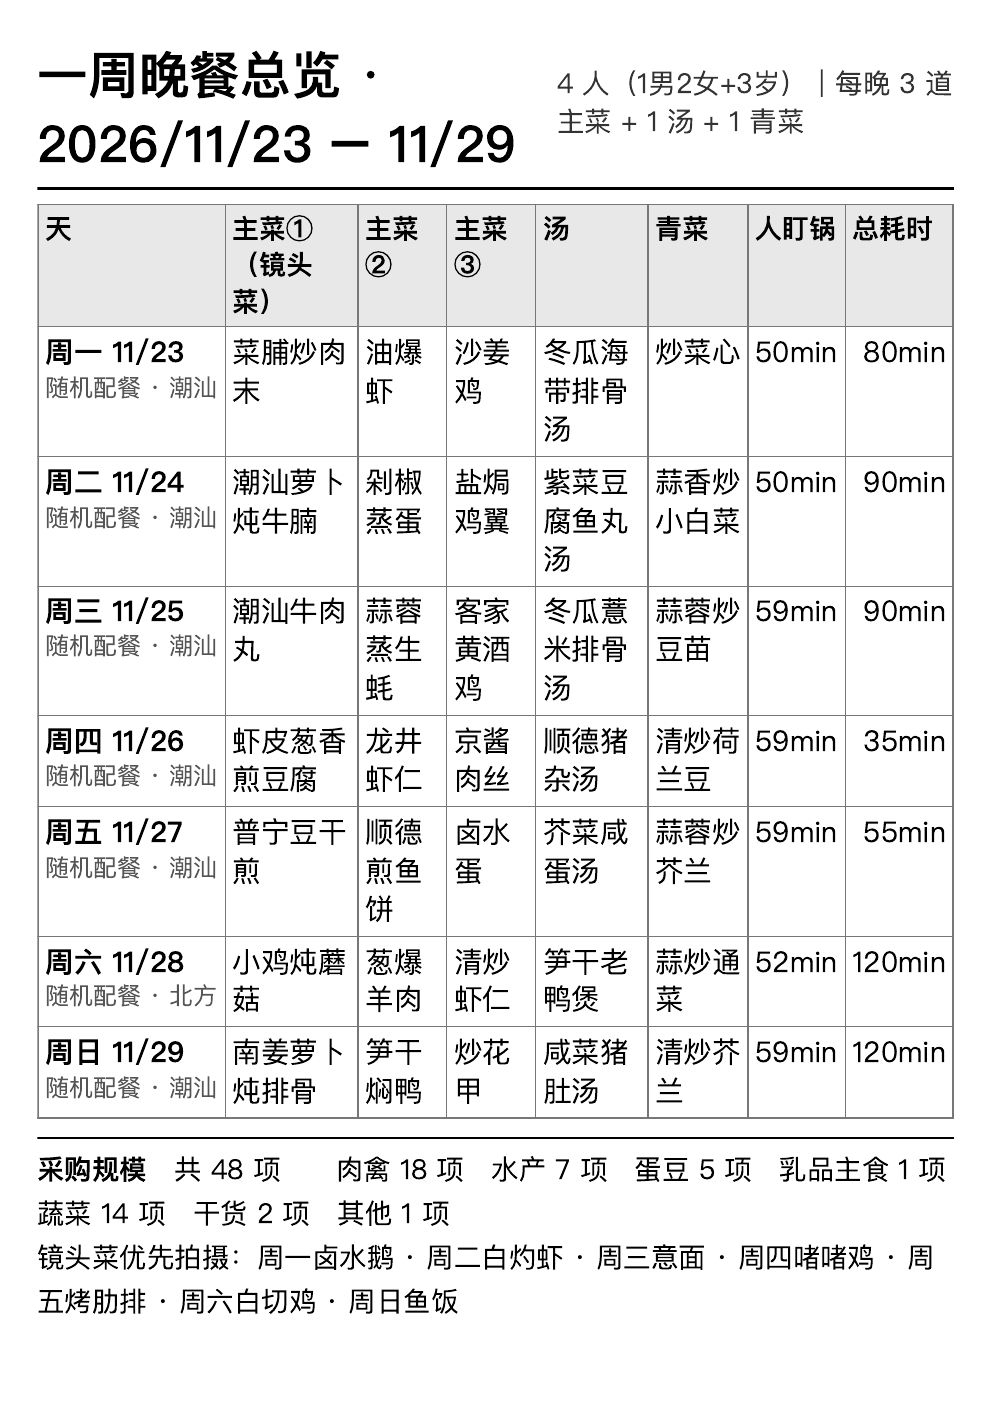 一周晚餐总览 ·
2026/11/23 — 11/29
4 人（1男2女+3岁）｜每晚 3 道
主菜 + 1 汤 + 1 青菜
天 主菜①（镜头菜） 主菜② 主菜③ 汤 青菜 人盯锅 总耗时
周一 11/23 随机配餐 · 潮汕 菜脯炒肉末 油爆虾 沙姜鸡 冬瓜海带排骨汤 炒菜心 50min 80min
周二 11/24 随机配餐 · 潮汕 潮汕萝卜炖牛腩 剁椒蒸蛋 盐焗鸡翼 紫菜豆腐鱼丸汤 蒜香炒小白菜 50min 90min
周三 11/25 随机配餐 · 潮汕 潮汕牛肉丸 蒜蓉蒸生蚝 客家黄酒鸡 冬瓜薏米排骨汤 蒜蓉炒豆苗 59min 90min
周四 11/26 随机配餐 · 潮汕 虾皮葱香煎豆腐 龙井虾仁 京酱肉丝 顺德猪杂汤 清炒荷兰豆 59min 35min
周五 11/27 随机配餐 · 潮汕 普宁豆干煎 顺德煎鱼饼 卤水蛋 芥菜咸蛋汤 蒜蓉炒芥兰 59min 55min
周六 11/28 随机配餐 · 北方 小鸡炖蘑菇 葱爆羊肉 清炒虾仁 笋干老鸭煲 蒜炒通菜 52min 120min
周日 11/29 随机配餐 · 潮汕 南姜萝卜炖排骨 笋干焖鸭 炒花甲 咸菜猪肚汤 清炒芥兰 59min 120min
采购规模 共 48 项 肉禽 18 项 水产 7 项 蛋豆 5 项 乳品主食 1 项
蔬菜 14 项 干货 2 项 其他 1 项
镜头菜优先拍摄：周一卤水鹅 · 周二白灼虾 · 周三意面 · 周四啫啫鸡 · 周
五烤肋排 · 周六白切鸡 · 周日鱼饭